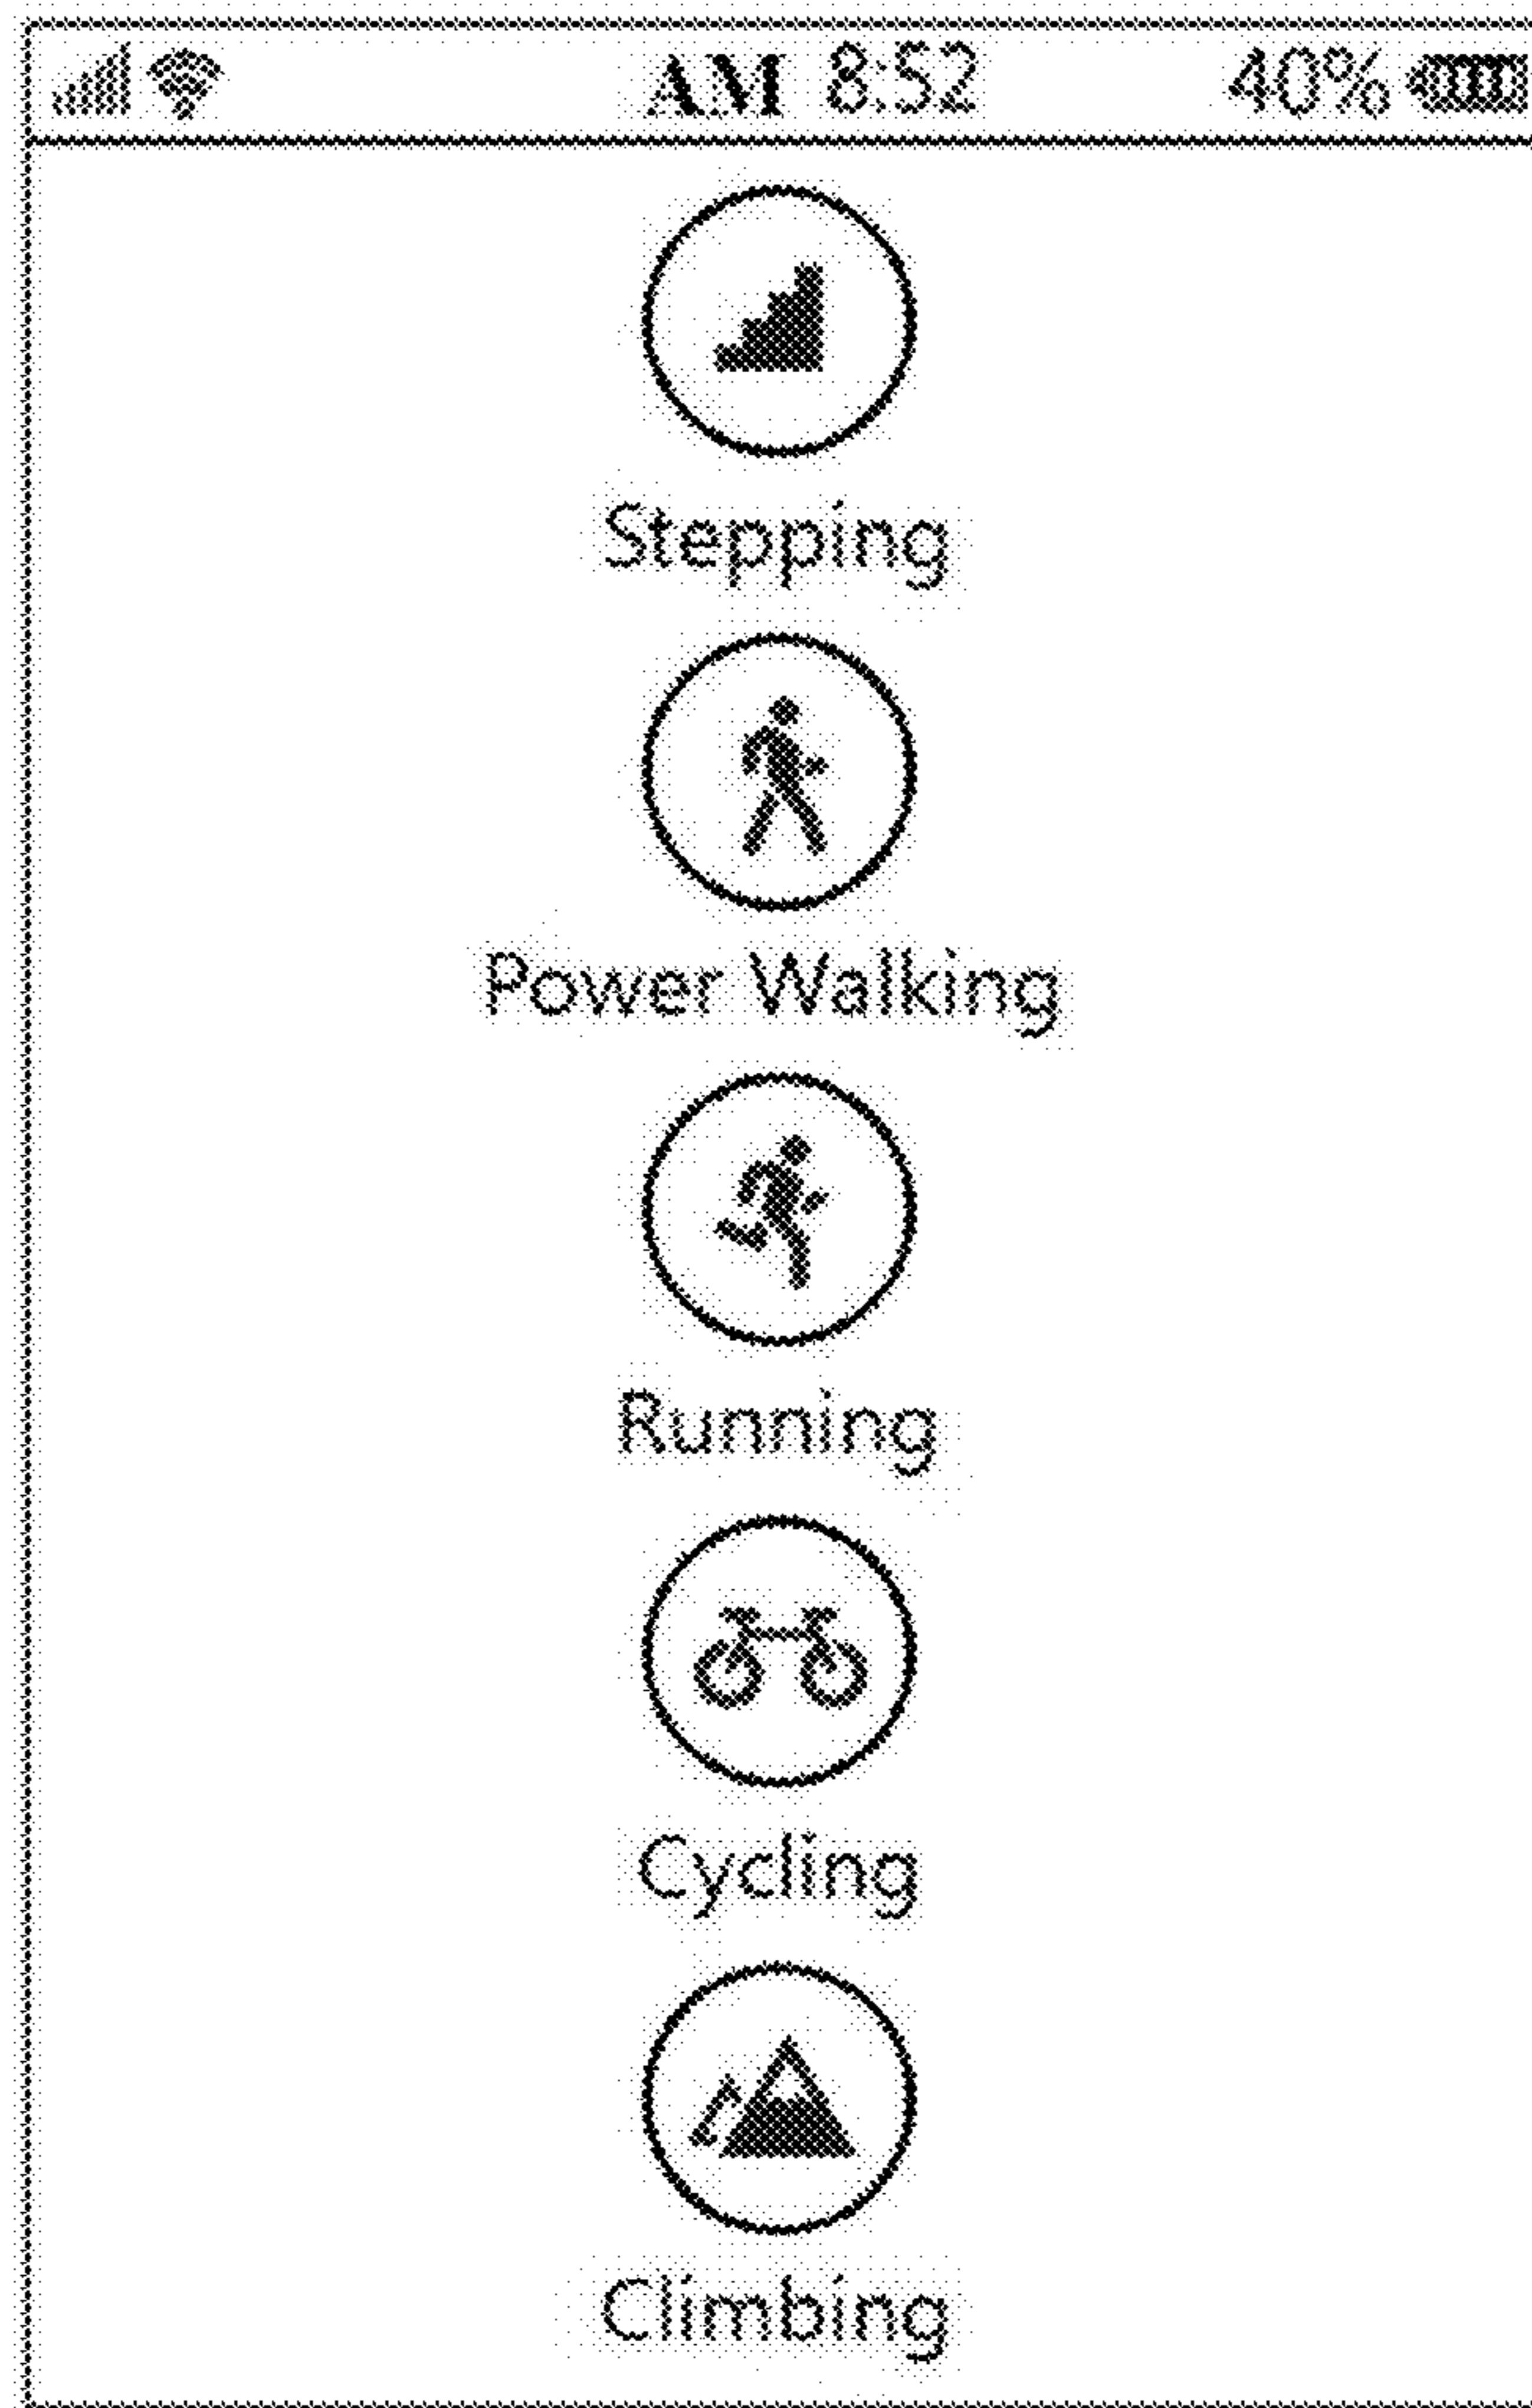 AM 8:52 40%
Stepping
Power Walking
Running
Cycling
Climbing